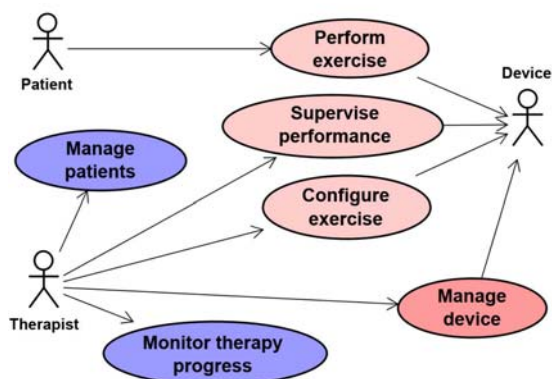 Perform
exercise
Patient
Device
Supervise
performance
Manage
patients
Configure
exercise
Therapist
Manage
device
Monitor therapy
progress